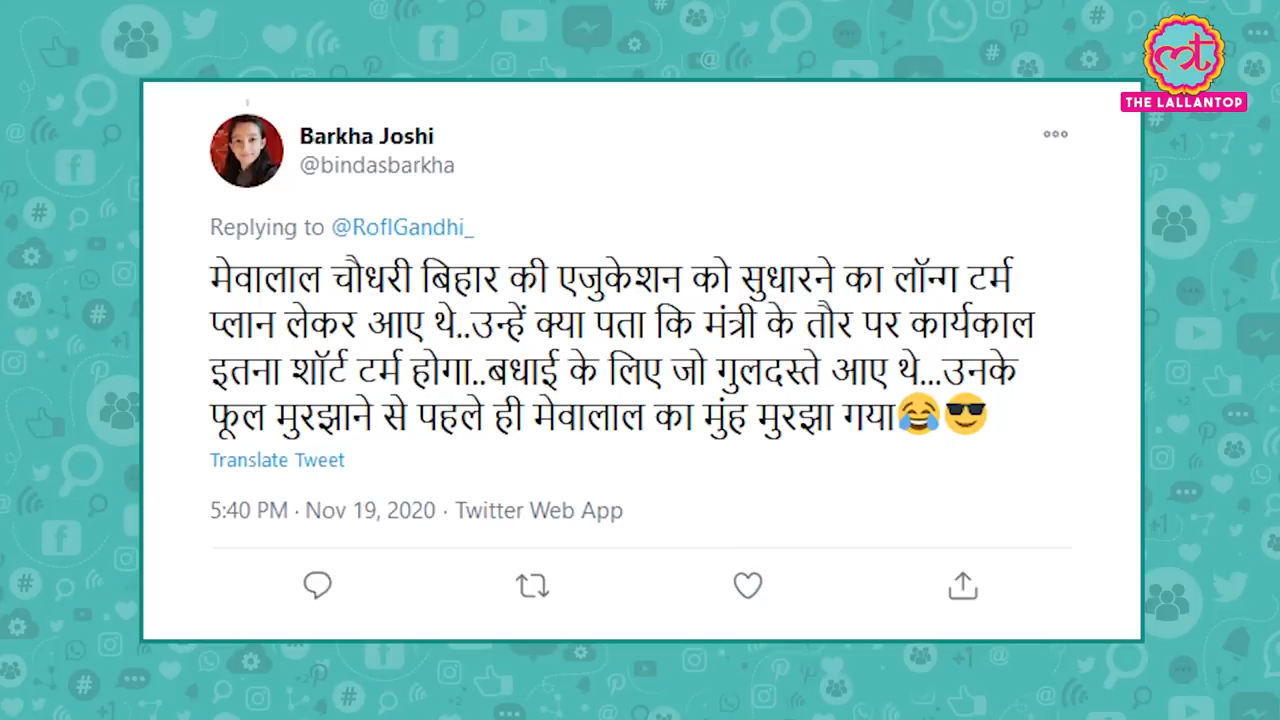 THE LALLANTOP
Barkha Joshi
@bindasbarkha
Replying to @RoflGandhi_
मेवालाल चौधरी बिहार की एजुकेशन को सुधारने का लॉन्ग टर्म
प्लान लेकर आए थे..उन्हें क्या पता कि मंत्री के तौर पर कार्यकाल
इतना शॉर्ट टर्म होगा..बधाई के लिए जो गुलदस्ते आए थे...उनके
फूल मुरझाने से पहले ही मेवालाल का मुंह मुरझा गया😂😎
Translate Tweet
5:40 PM · Nov 19, 2020 · Twitter Web App